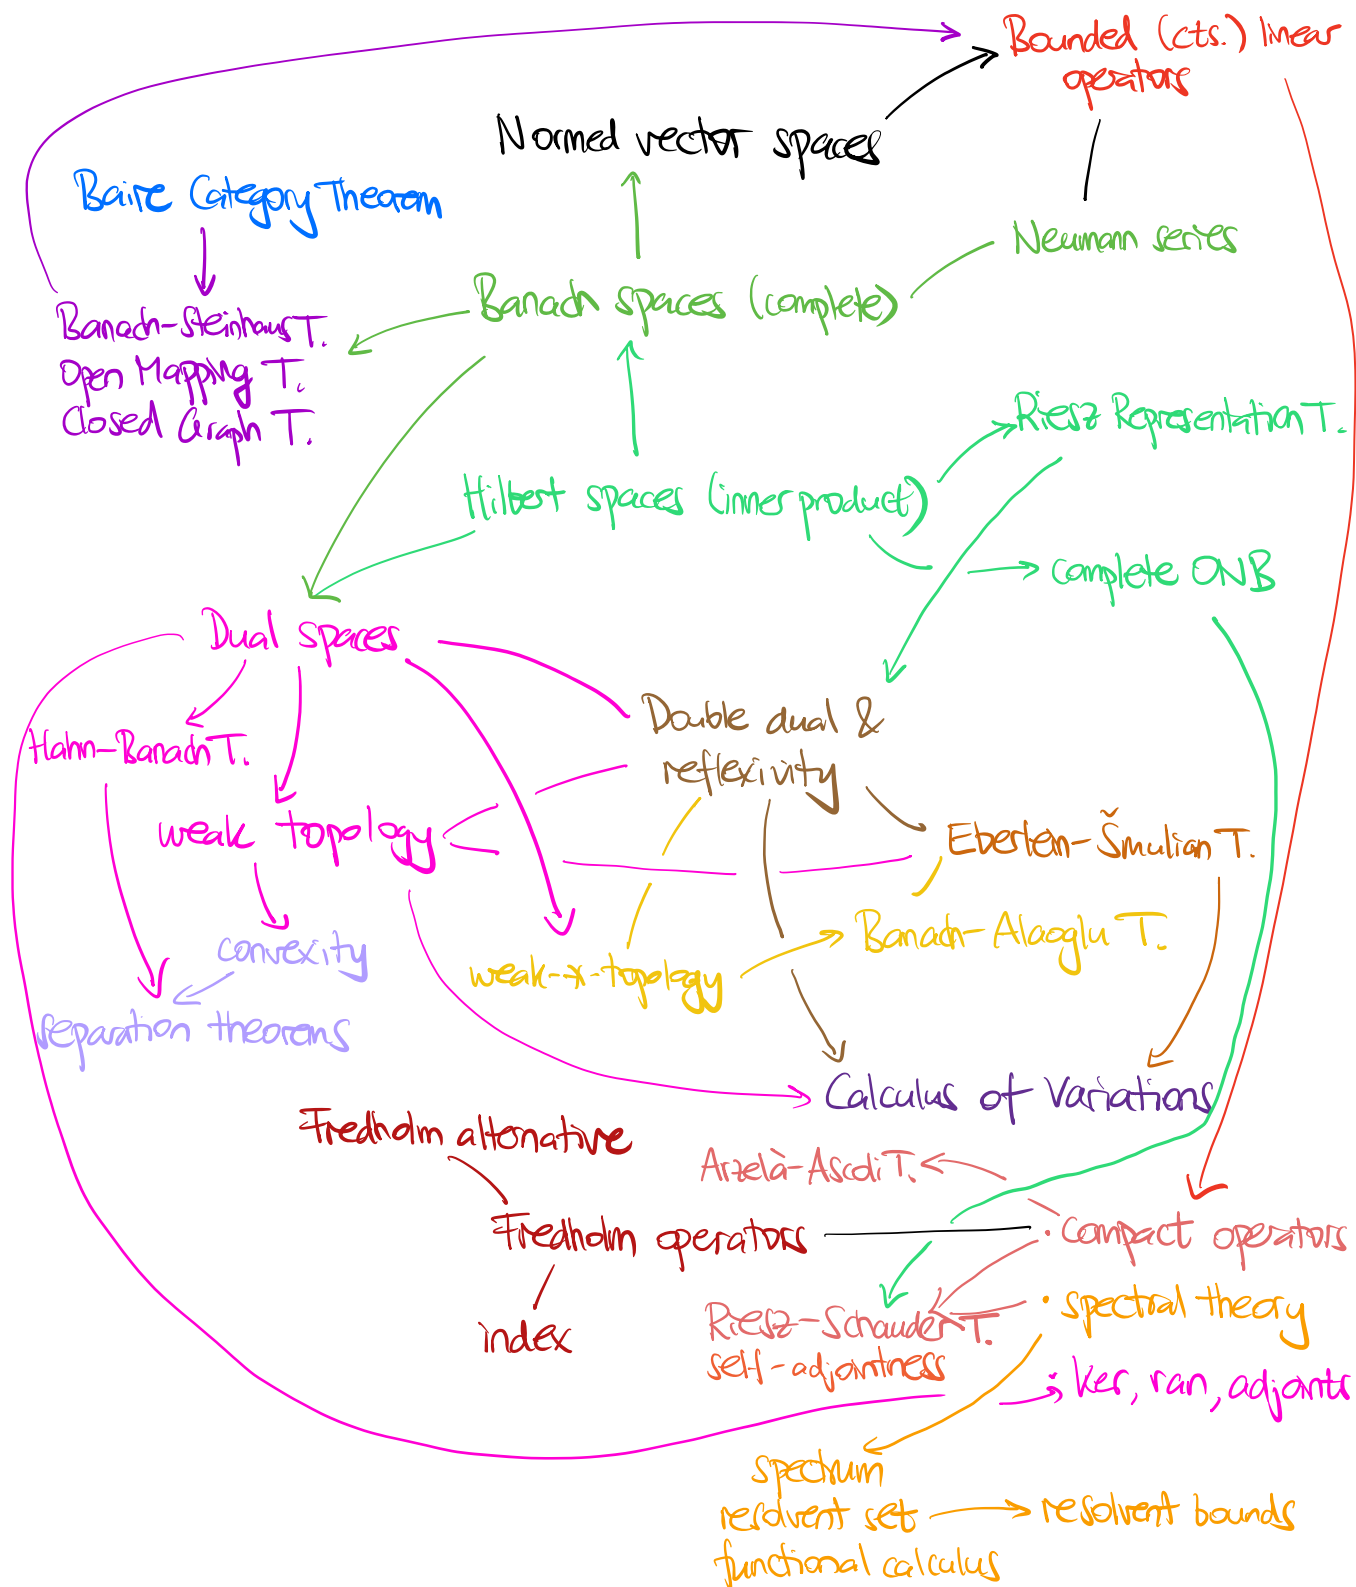 Bounded (cts.) linear
operators
Normed vector spaces
Baire Category Theorem
Neumann series
Banach spaces (complete)
Banach-Steinhaus T.
Open Mapping T.
Closed Graph T.
Riesz Representation T.
Hilbert spaces (inner product)
complete ONB
Dual spaces
Double dual &
reflexivity
Hahn-Banach T.
weak topology
Eberlein-Šmulian T.
Banach-Alaoglu T.
convexity
weak-*-topology
separation theorems
Calculus of Variations
Fredholm alternative
Arzelà-Ascoli T.
Fredholm operators
• compact operators
• spectral theory
Riesz-Schauder T.
self-adjointness
index
• ker, ran, adjoints
spectrum
resolvent set
resolvent bounds
functional calculus